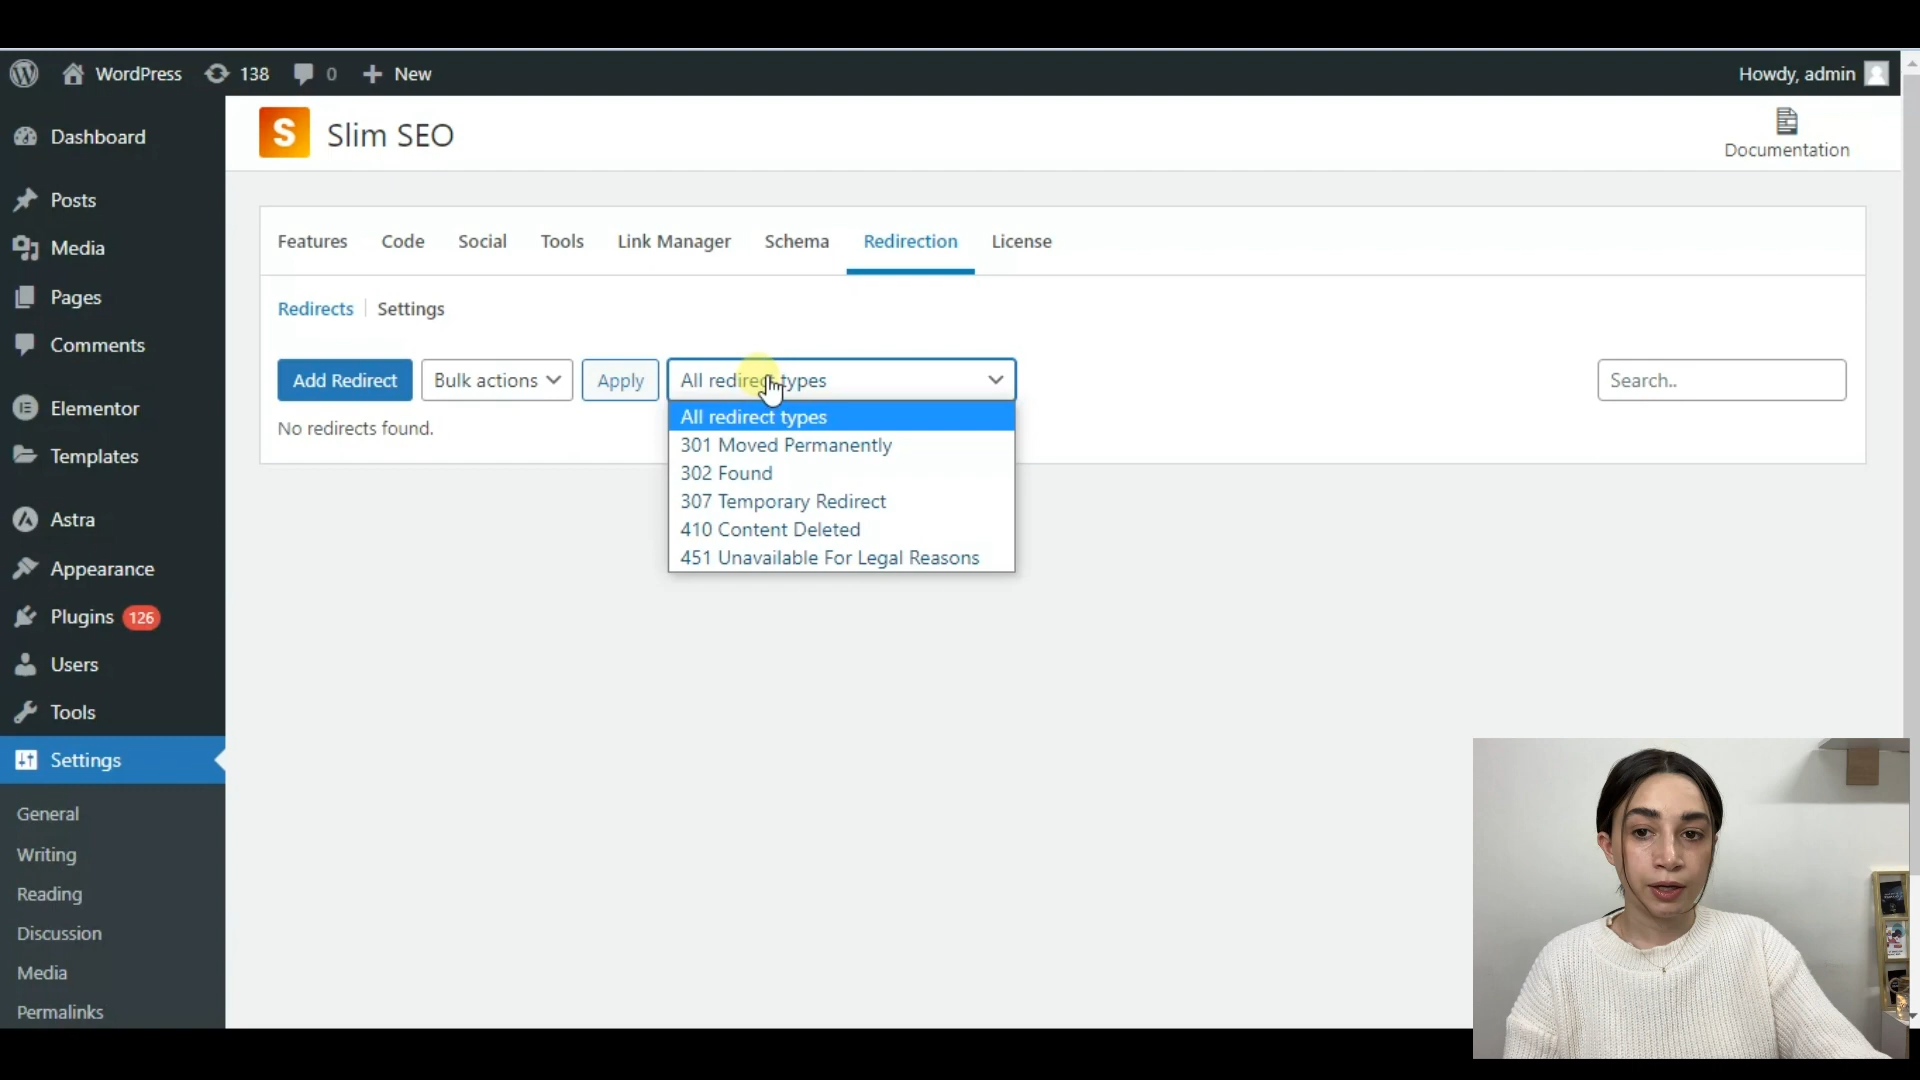 WordPress 138 0 New Howdy, admin
S Slim SEO
Documentation
Dashboard
Posts
Media
Pages
Comments
Elementor
Templates
Astra
Appearance
Plugins 126
Users
Tools
Settings
General
Writing
Reading
Discussion
Media
Permalinks
Features Code Social Tools Link Manager Schema Redirection License
Redirects Settings
Add Redirect Bulk actions Apply All redirect types Search..
No redirects found.
All redirect types
301 Moved Permanently
302 Found
307 Temporary Redirect
410 Content Deleted
451 Unavailable For Legal Reasons